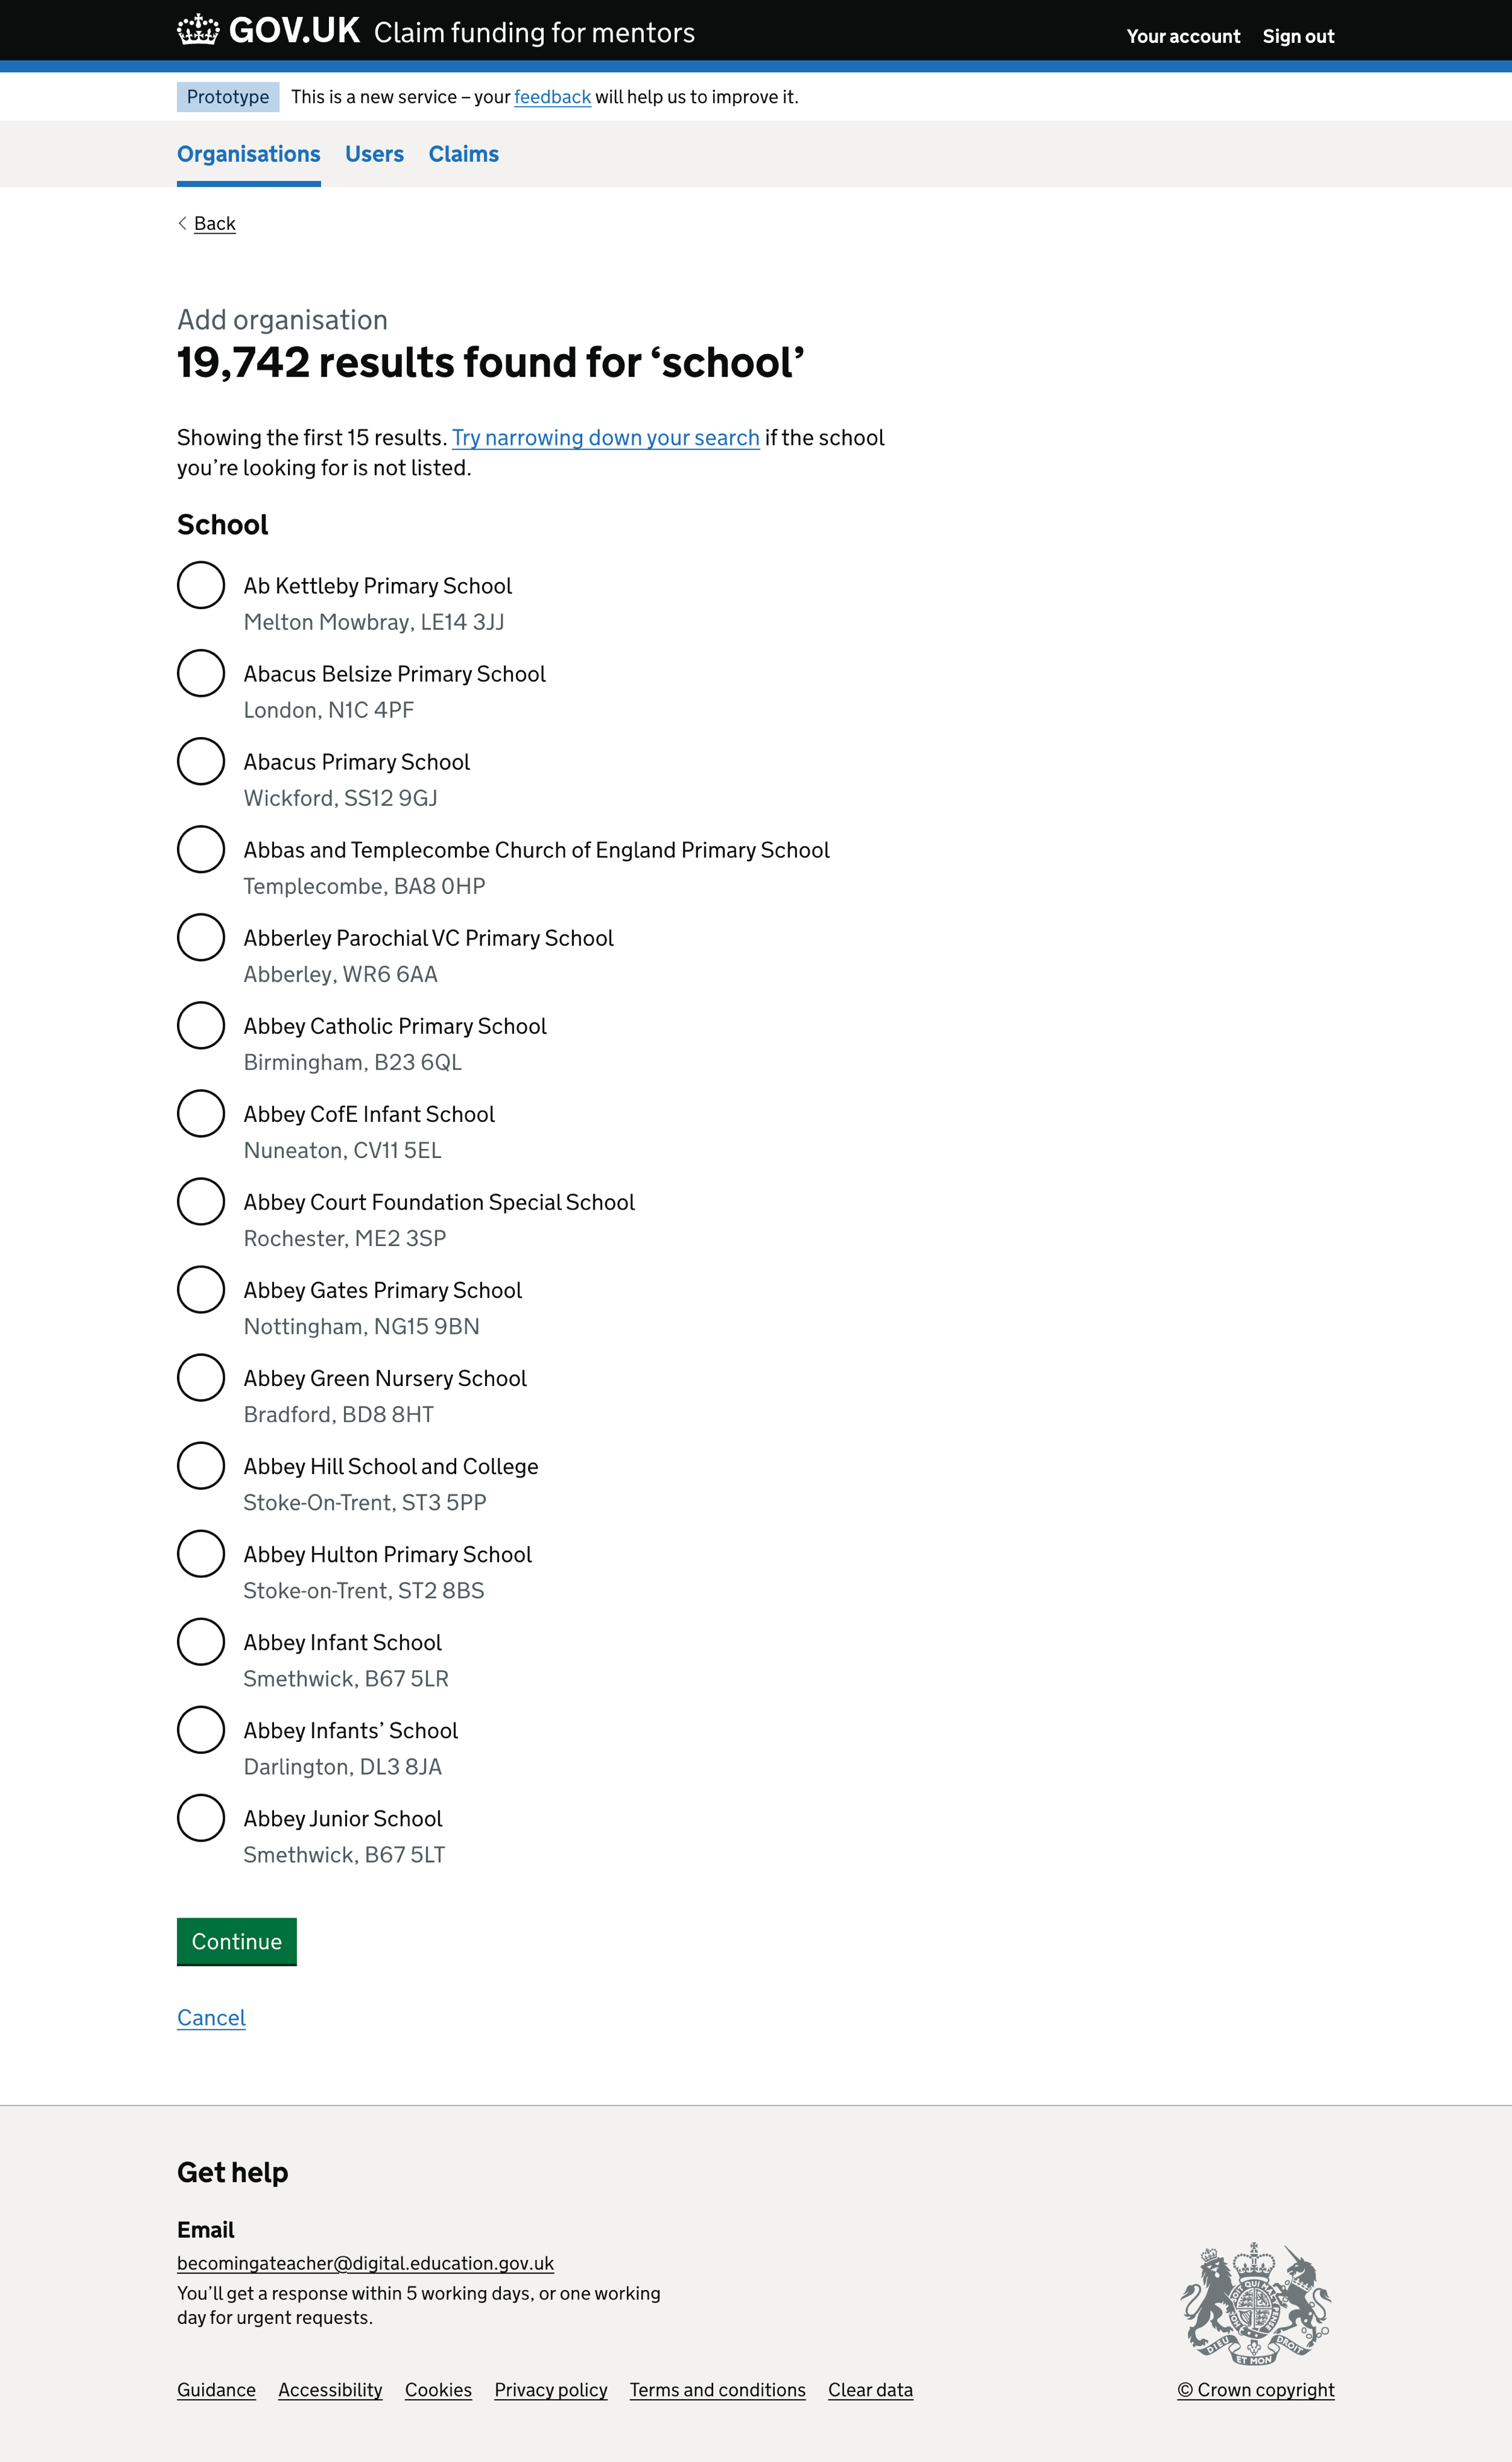 GOV.UK Claim funding for mentors
Your account Sign out
Prototype This is a new service – your feedback will help us to improve it.
Organisations Users Claims
Back
Add organisation
19,742 results found for ‘school’
Showing the first 15 results. Try narrowing down your search if the school
you’re looking for is not listed.
School
Ab Kettleby Primary School
Melton Mowbray, LE14 3JJ
Abacus Belsize Primary School
London, N1C 4PF
Abacus Primary School
Wickford, SS12 9GJ
Abbas and Templecombe Church of England Primary School
Templecombe, BA8 0HP
Abberley Parochial VC Primary School
Abberley, WR6 6AA
Abbey Catholic Primary School
Birmingham, B23 6QL
Abbey CofE Infant School
Nuneaton, CV11 5EL
Abbey Court Foundation Special School
Rochester, ME2 3SP
Abbey Gates Primary School
Nottingham, NG15 9BN
Abbey Green Nursery School
Bradford, BD8 8HT
Abbey Hill School and College
Stoke-On-Trent, ST3 5PP
Abbey Hulton Primary School
Stoke-on-Trent, ST2 8BS
Abbey Infant School
Smethwick, B67 5LR
Abbey Infants’ School
Darlington, DL3 8JA
Abbey Junior School
Smethwick, B67 5LT
Continue
Cancel
Get help
Email
becomingateacher@digital.education.gov.uk
You’ll get a response within 5 working days, or one working
day for urgent requests.
DIEU ET MON DROIT
Guidance Accessibility Cookies Privacy policy Terms and conditions Clear data
© Crown copyright